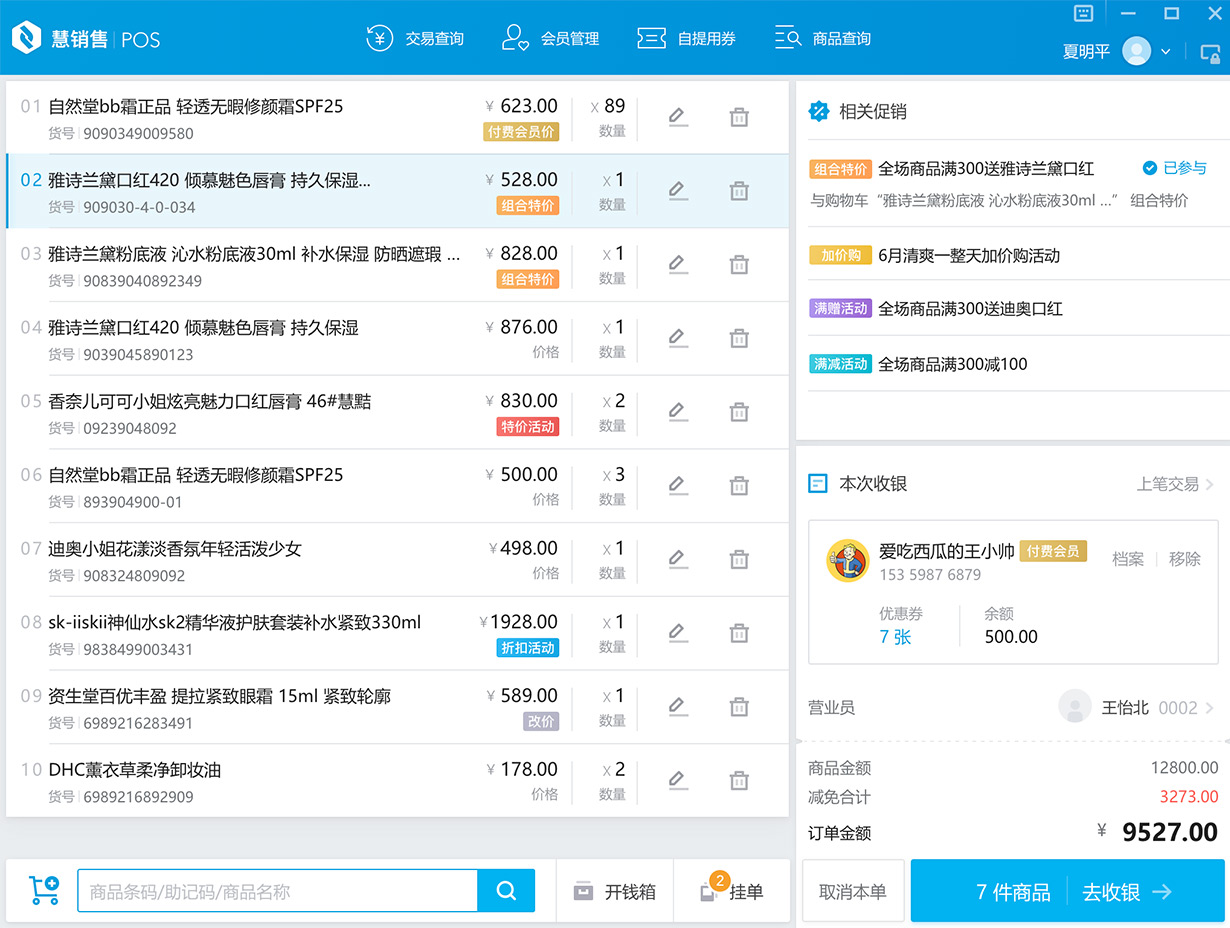 慧销售 | POS
交易查询
会员管理
自提用券
商品查询
夏明平
01 自然堂bb霜正品 轻透无暇修颜霜SPF25 ¥ 623.00 x 89
货号 9090349009580 付费会员价 数量
02 雅诗兰黛口红420 倾慕魅色唇膏 持久保湿... ¥ 528.00 x 1
货号 909030-4-0-034 组合特价 数量
03 雅诗兰黛粉底液 沁水粉底液30ml 补水保湿 防晒遮瑕 ... ¥ 828.00 x 1
货号 90839040892349 组合特价 数量
04 雅诗兰黛口红420 倾慕魅色唇膏 持久保湿 ¥ 876.00 x 1
货号 9039045890123 价格 数量
05 香奈儿可可小姐炫亮魅力口红唇膏 46#慧黠 ¥ 830.00 x 2
货号 09239048092 特价活动 数量
06 自然堂bb霜正品 轻透无暇修颜霜SPF25 ¥ 500.00 x 3
货号 893904900-01 价格 数量
07 迪奥小姐花漾淡香氛年轻活泼少女 ¥ 498.00 x 1
货号 908324809092 价格 数量
08 sk-iiskii神仙水sk2精华液护肤套装补水紧致330ml ¥ 1928.00 x 1
货号 9838499003431 折扣活动 数量
09 资生堂百优丰盈 提拉紧致眼霜 15ml 紧致轮廓 ¥ 589.00 x 1
货号 6989216283491 改价 数量
10 DHC薰衣草柔净卸妆油 ¥ 178.00 x 2
货号 6989216892909 价格 数量
商品条码/助记码/商品名称
开钱箱
2
挂单
相关促销
组合特价 全场商品满300送雅诗兰黛口红 已参与
与购物车 “雅诗兰黛粉底液 沁水粉底液30ml ...” 组合特价
加价购 6月清爽一整天加价购活动
满赠活动 全场商品满300送迪奥口红
满减活动 全场商品满300减100
本次收银 上笔交易
爱吃西瓜的王小帅 付费会员 档案 移除
153 5987 6879
优惠券 余额
7 张 500.00
营业员 王怡北 0002
商品金额 12800.00
减免合计 3273.00
订单金额 ¥ 9527.00
取消本单
7 件商品 去收银